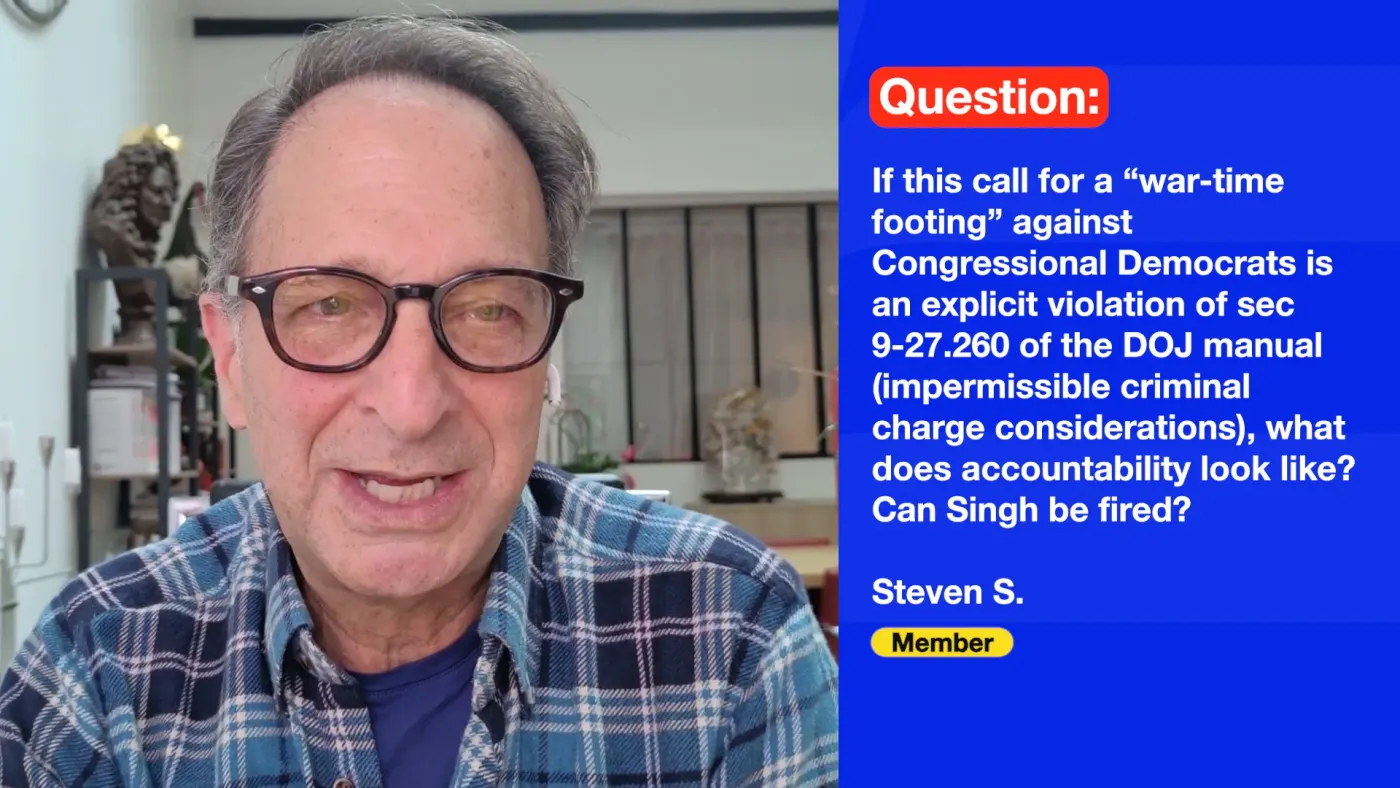 Question:
If this call for a “war-time
footing” against
Congressional Democrats is
an explicit violation of sec
9-27.260 of the DOJ manual
(impermissible criminal
charge considerations), what
does accountability look like?
Can Singh be fired?
Steven S.
Member